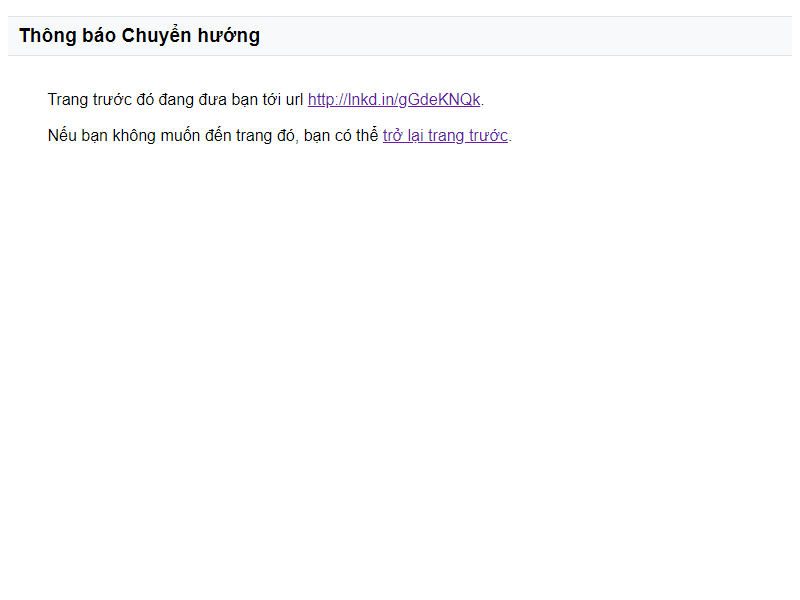 Thông báo Chuyển hướng
Trang trước đó đang đưa bạn tới url http://lnkd.in/gGdeKNQk.
Nếu bạn không muốn đến trang đó, bạn có thể trở lại trang trước.